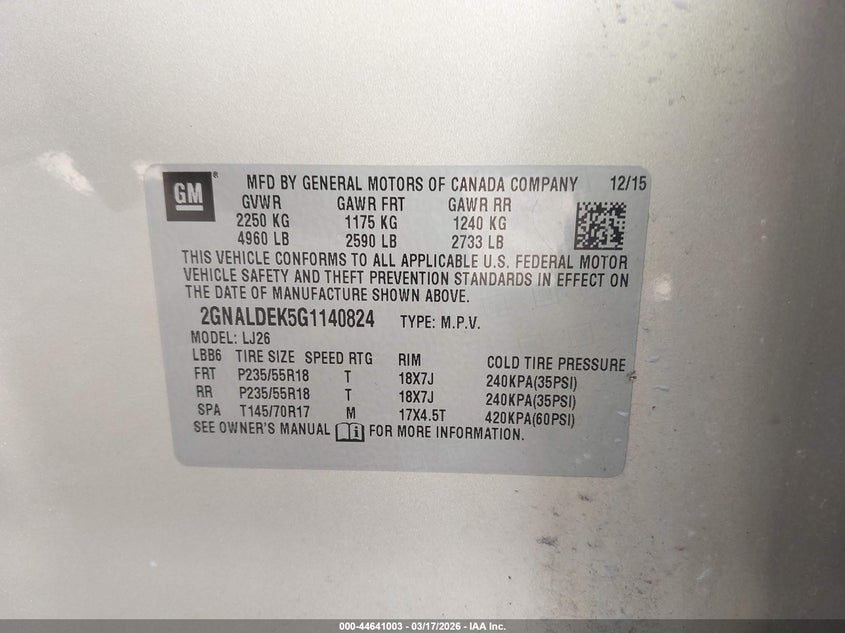 GM® MFD BY GENERAL MOTORS OF CANADA COMPANY 12/15
GVWR GAWR FRT GAWR RR
2250 KG 1175 KG 1240 KG
4960 LB 2590 LB 2733 LB
THIS VEHICLE CONFORMS TO ALL APPLICABLE U.S. FEDERAL MOTOR
VEHICLE SAFETY AND THEFT PREVENTION STANDARDS IN EFFECT ON
THE DATE OF MANUFACTURE SHOWN ABOVE.
2GNALDEK5G1140824 TYPE: M.P.V.
MODEL: LJ26
LBB6 TIRE SIZE SPEED RTG RIM COLD TIRE PRESSURE
FRT P235/55R18 T 18X7J 240KPA(35PSI)
RR P235/55R18 T 18X7J 240KPA(35PSI)
SPA T145/70R17 M 17X4.5T 420KPA(60PSI)
SEE OWNER'S MANUAL FOR MORE INFORMATION.
000-44641003 - 03/17/2026 - IAA Inc.